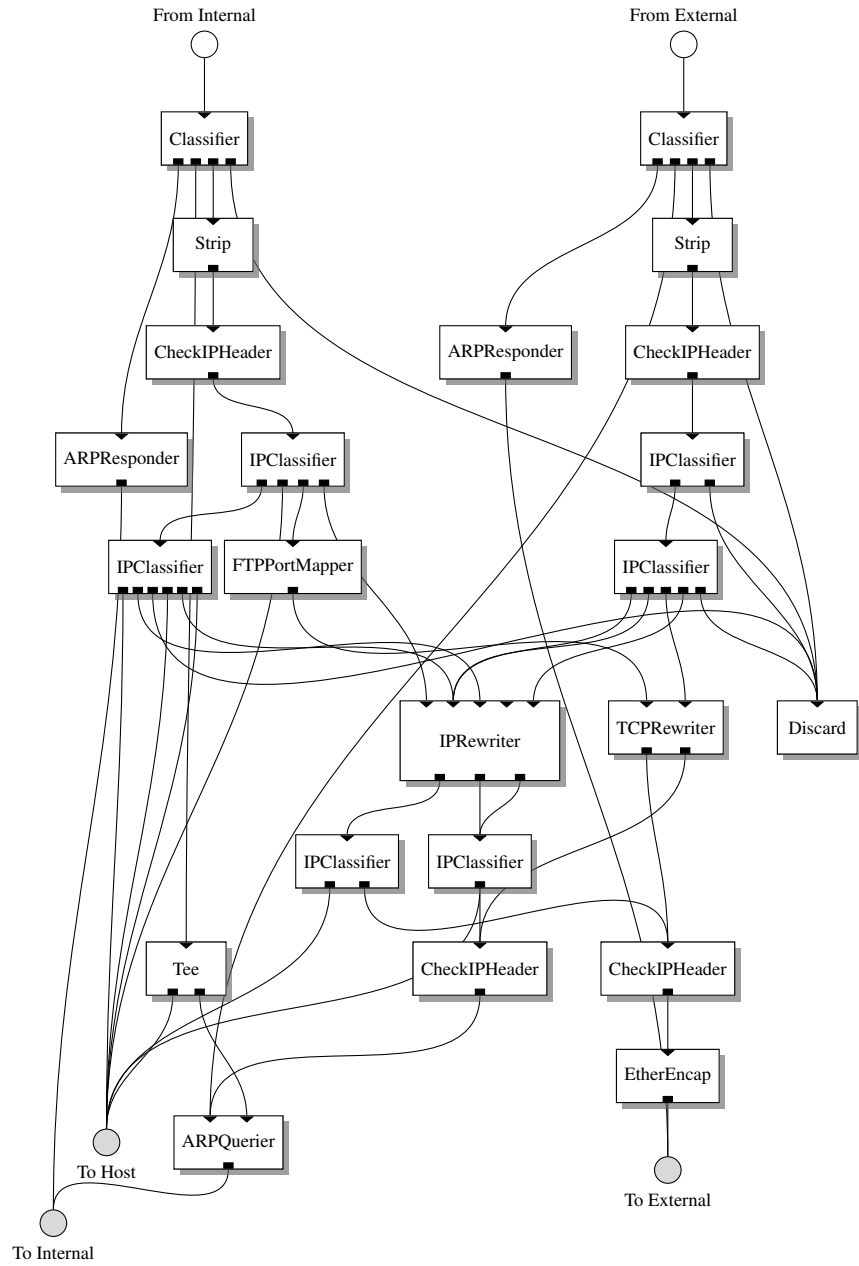 From Internal
From External
Classifier
Classifier
Strip
Strip
CheckIPHeader
ARPResponder
CheckIPHeader
ARPResponder
IPClassifier
IPClassifier
IPClassifier
FTPPortMapper
IPClassifier
IPRewriter
TCPRewriter
Discard
IPClassifier
IPClassifier
Tee
CheckIPHeader
CheckIPHeader
EtherEncap
ARPQuerier
To Host
To External
To Internal